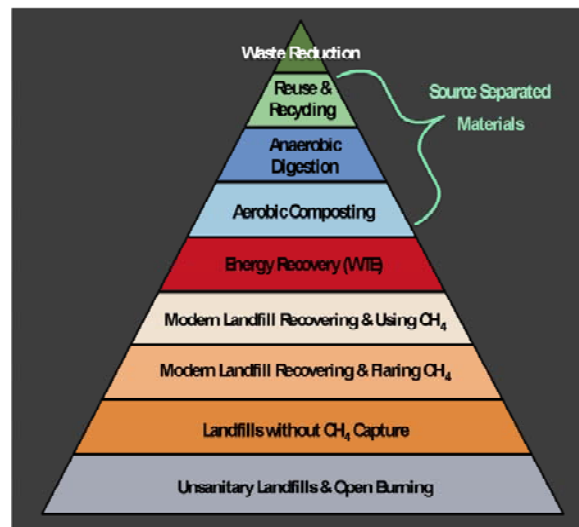 Waste Reduction
Reuse &
Recycling
Source Separated
Materials
Anaerobic
Digestion
Aerobic Composting
Energy Recovery (WTE)
Modern Landfill Recovering & Using CH₄
Modern Landfill Recovering & Flaring CH₄
Landfills without CH₄ Capture
Unsanitary Landfills & Open Burning